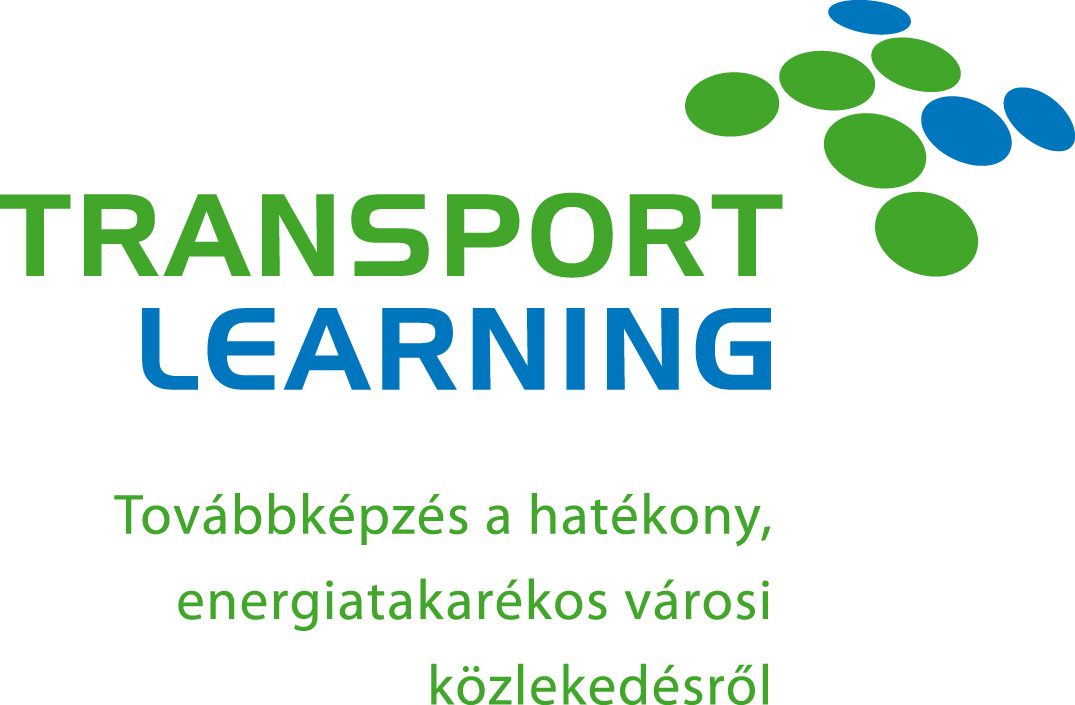 TRANSPORT
LEARNING
Továbbképzés a hatékony,
energiatakarékos városi
közlekedésről